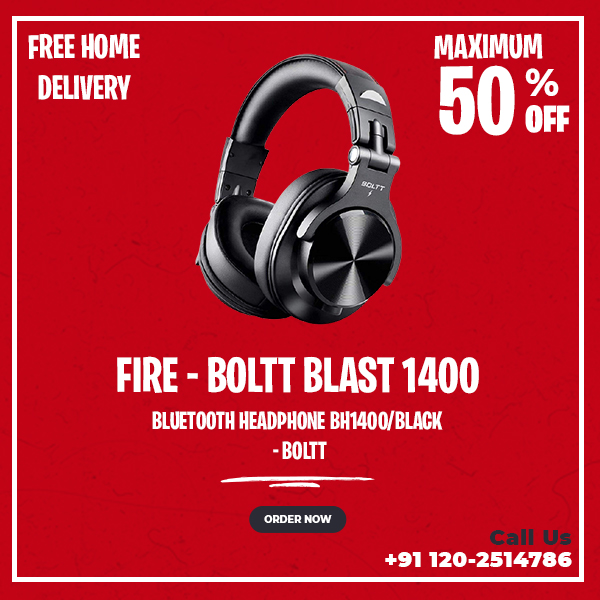 FREE HOME
DELIVERY
MAXIMUM
50 %
OFF
BOLTT
FIRE - BOLTT BLAST 1400
BLUETOOTH HEADPHONE BH1400/BLACK
- BOLTT
ORDER NOW
Call Us
+91 120-2514786